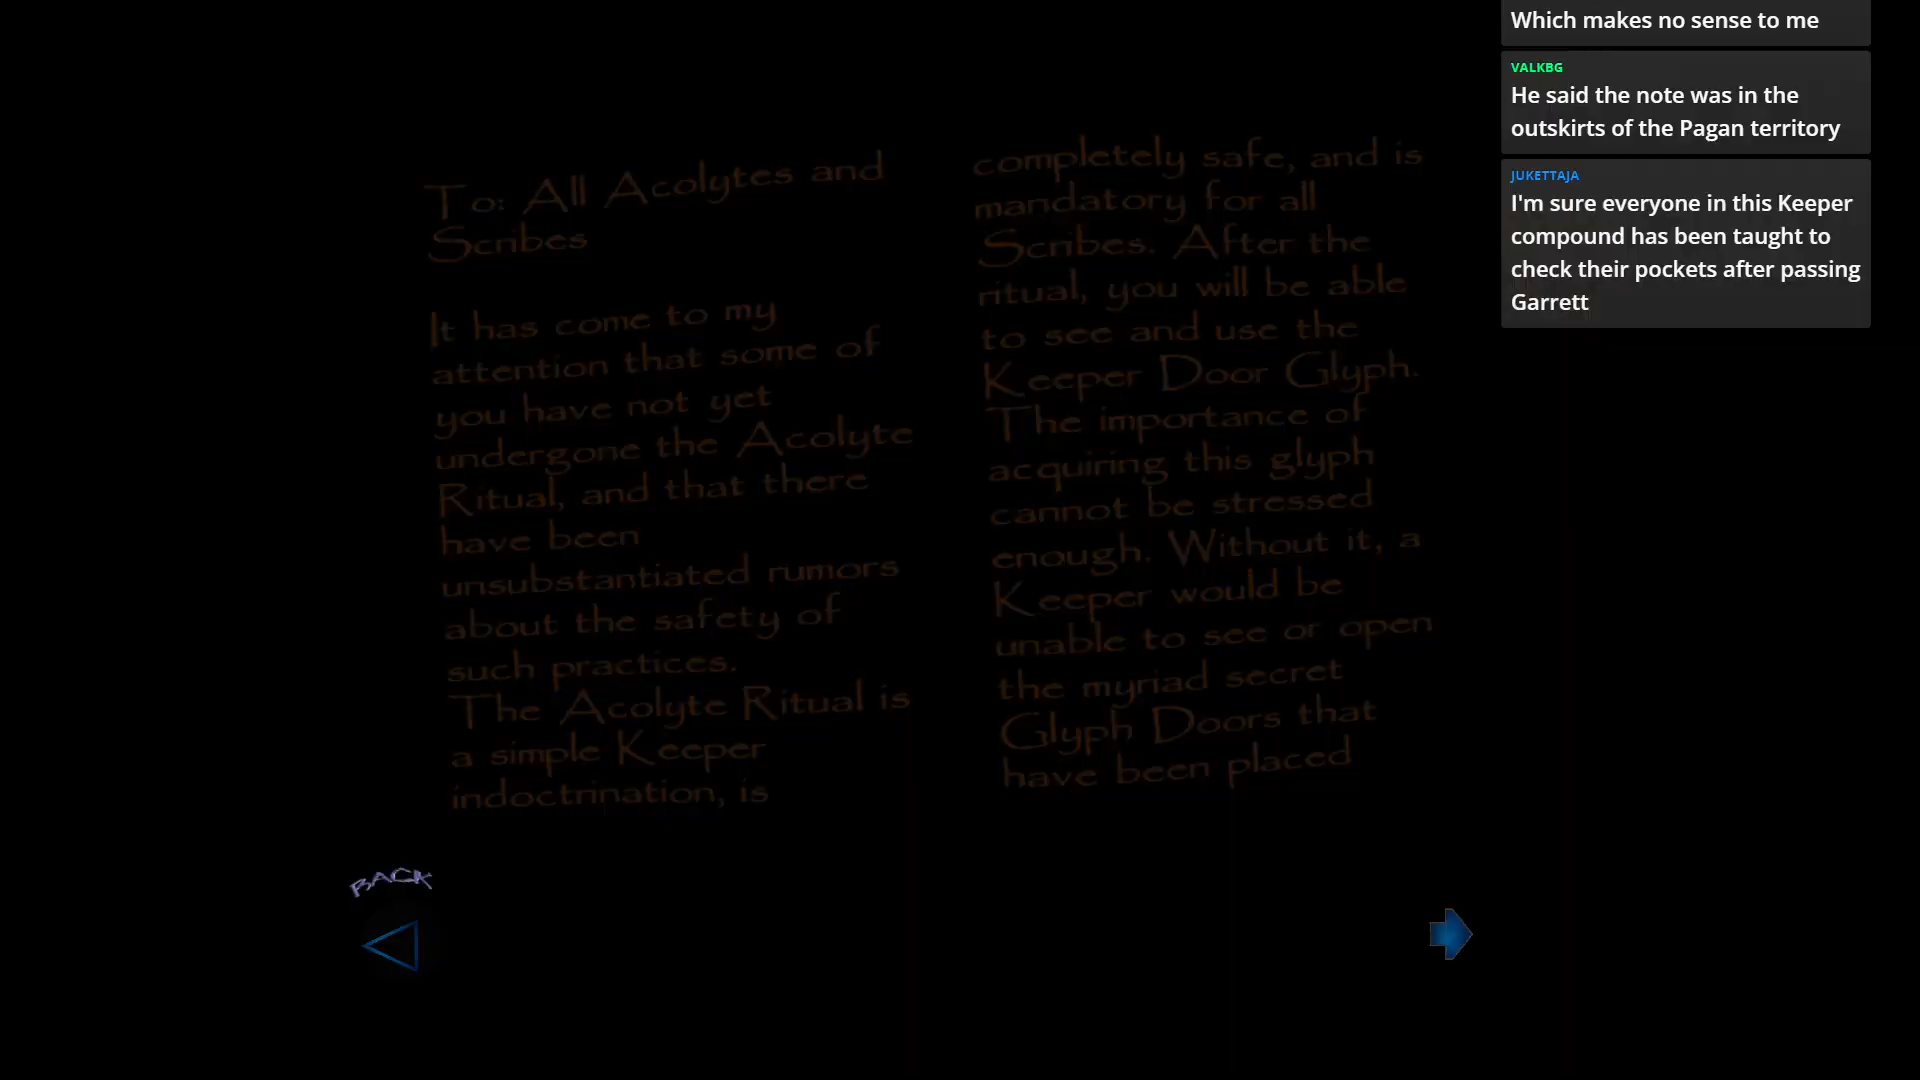 To: All Acolytes and
Scribes
It has come to my
attention that some of
you have not yet
undergone the Acolyte
Ritual, and that there
have been
unsubstantiated rumors
about the safety of
such practices.
The Acolyte Ritual is
a simple Keeper
indoctrination, is
completely safe, and is
mandatory for all
Scribes. After the
ritual, you will be able
to see and use the
Keeper Door Glyph.
The importance of
acquiring this glyph
cannot be stressed
enough. Without it, a
Keeper would be
unable to see or open
the myriad secret
Glyph Doors that
have been placed
BACK
Which makes no sense to me
VALKBG
He said the note was in the
outskirts of the Pagan territory
JUKETTAJA
I'm sure everyone in this Keeper
compound has been taught to
check their pockets after passing
Garrett